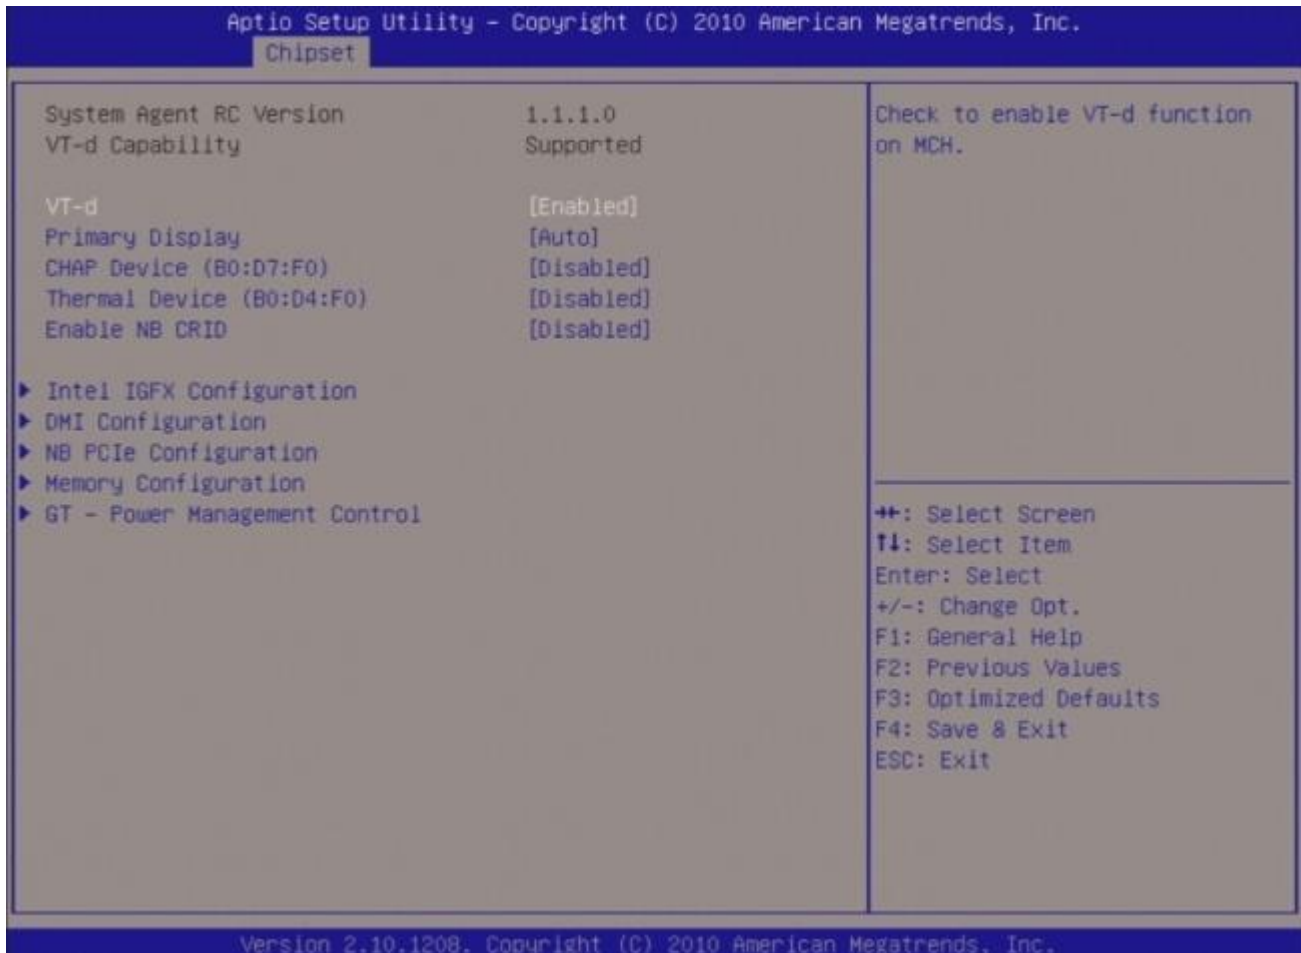 Aptio Setup Utility – Copyright (C) 2010 American Megatrends, Inc.
Chipset
System Agent RC Version 1.1.1.0
VT-d Capability Supported
VT-d [Enabled]
Primary Display [Auto]
CHAP Device (B0:D7:F0) [Disabled]
Thermal Device (B0:D4:F0) [Disabled]
Enable NB CRID [Disabled]
Intel IGFX Configuration
DMI Configuration
NB PCIe Configuration
Memory Configuration
GT – Power Management Control
Check to enable VT-d function
on MCH.
→←: Select Screen
↑↓: Select Item
Enter: Select
+/-: Change Opt.
F1: General Help
F2: Previous Values
F3: Optimized Defaults
F4: Save & Exit
ESC: Exit
Version 2.10.1208. Copyright (C) 2010 American Megatrends, Inc.